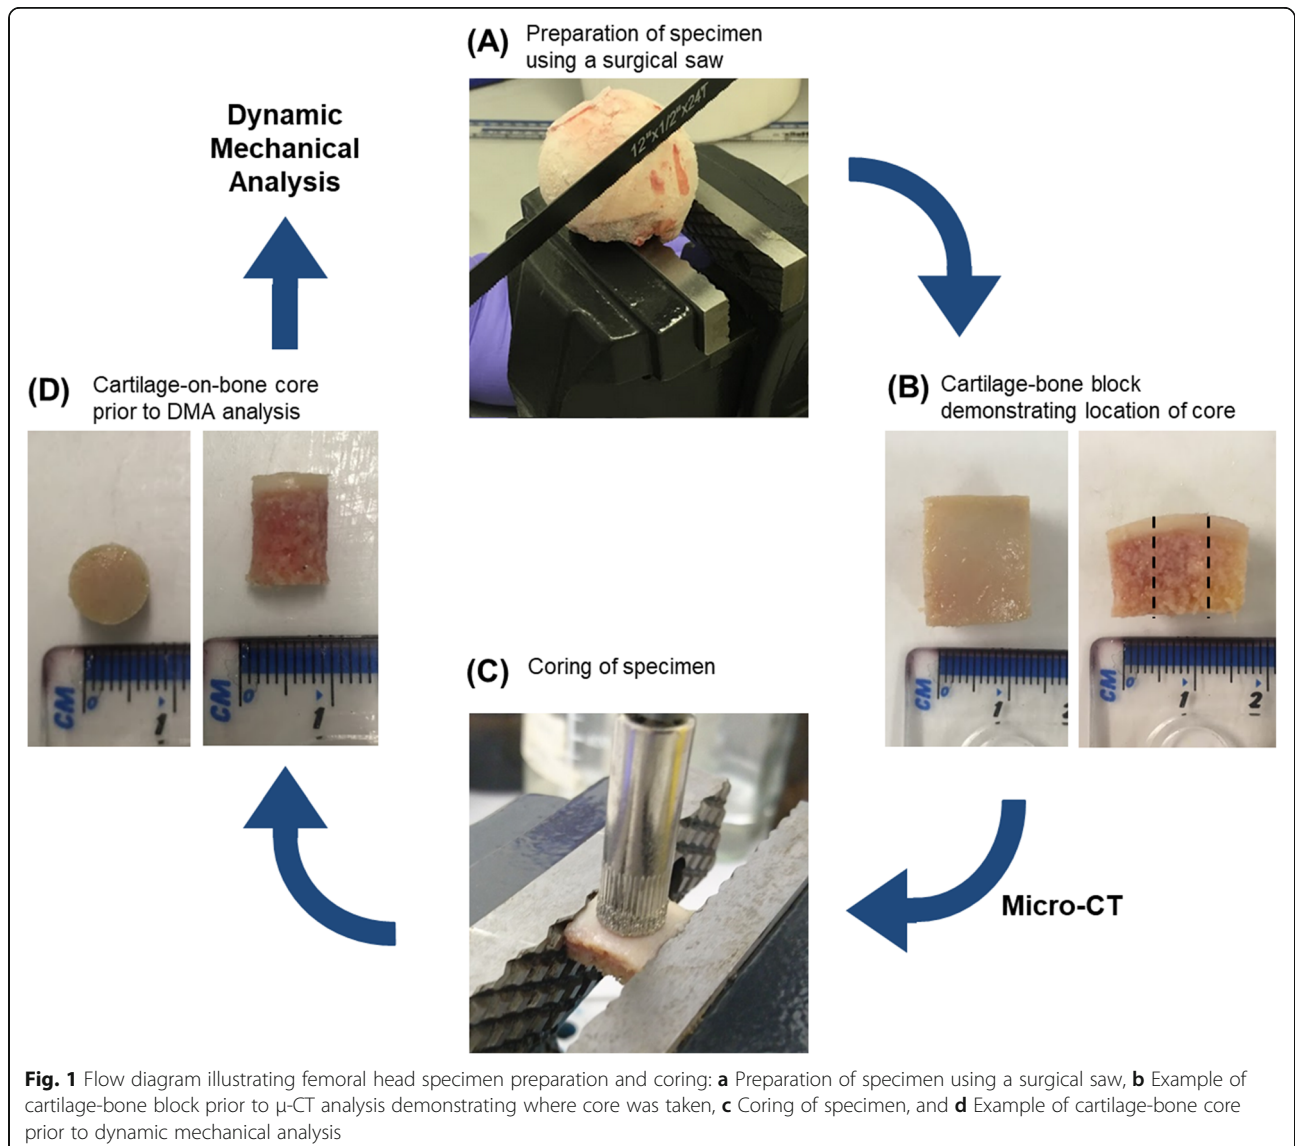 (A) Preparation of specimen
using a surgical saw
12"x1/2"x24T
Dynamic
Mechanical
Analysis
(D) Cartilage-on-bone core
prior to DMA analysis
CM
0
1
CM
0
1
(B) Cartilage-bone block
demonstrating location of core
CM
0
1
CM
0
1
2
(C) Coring of specimen
Micro-CT
Fig. 1 Flow diagram illustrating femoral head specimen preparation and coring: a Preparation of specimen using a surgical saw, b Example of
cartilage-bone block prior to μ-CT analysis demonstrating where core was taken, c Coring of specimen, and d Example of cartilage-bone core
prior to dynamic mechanical analysis